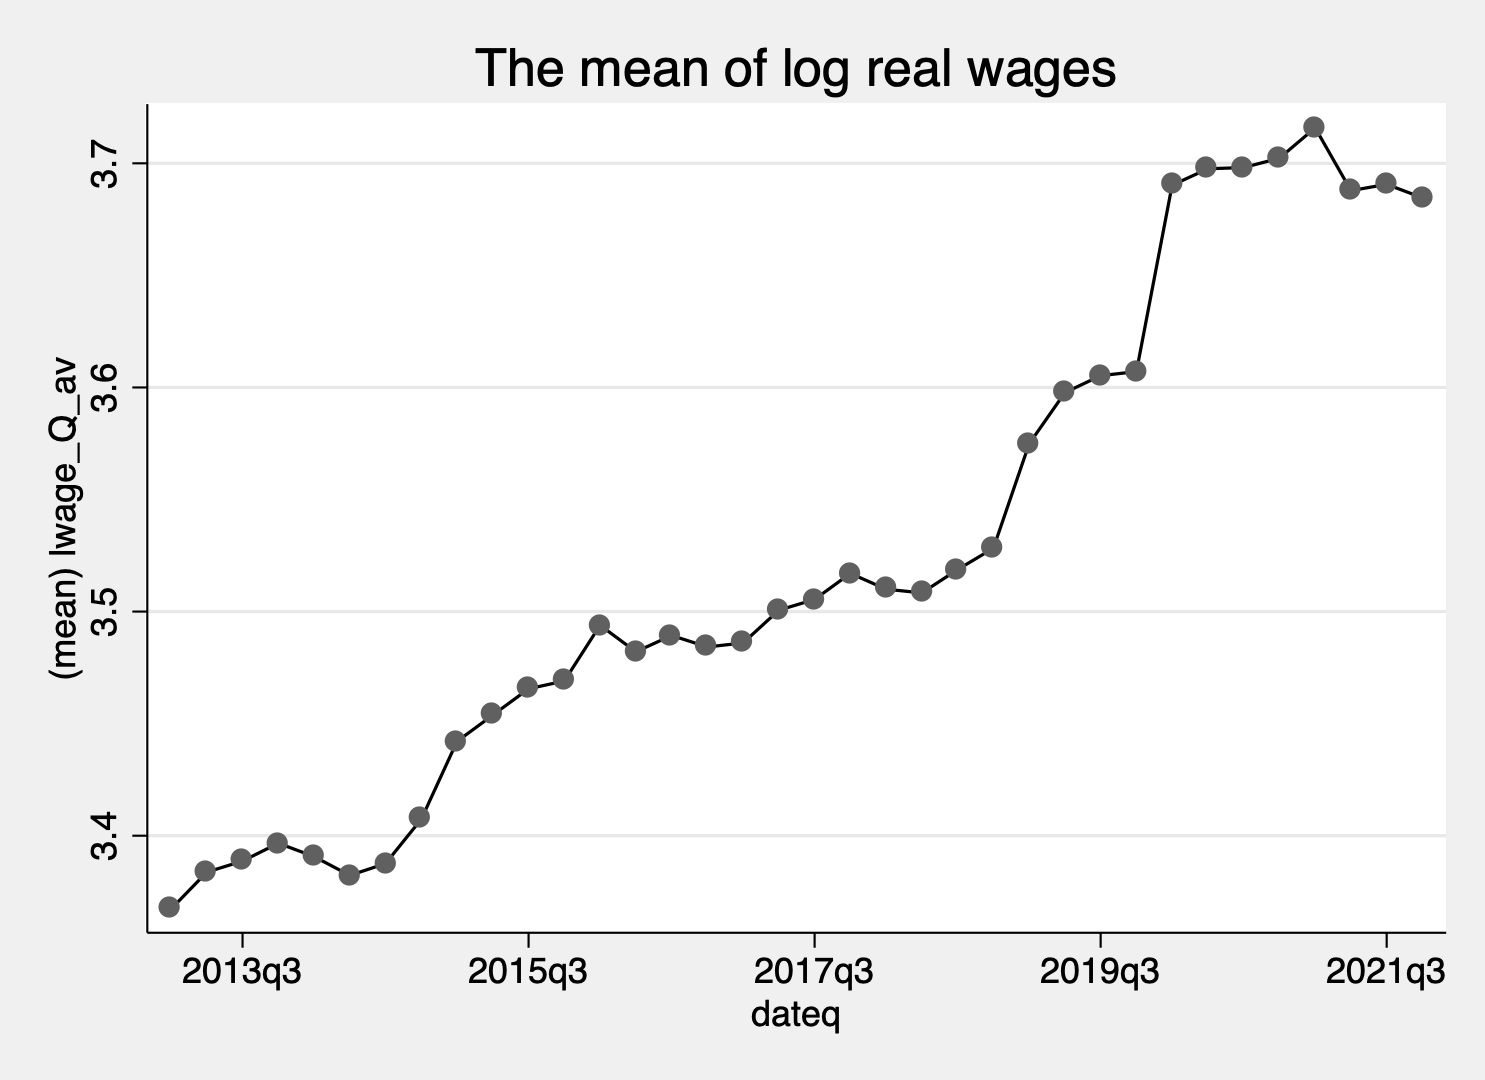 The mean of log real wages
(mean) lwage_Q_av
3.7
3.6
3.5
3.4
2013q3 2015q3 2017q3 2019q3 2021q3
dateq